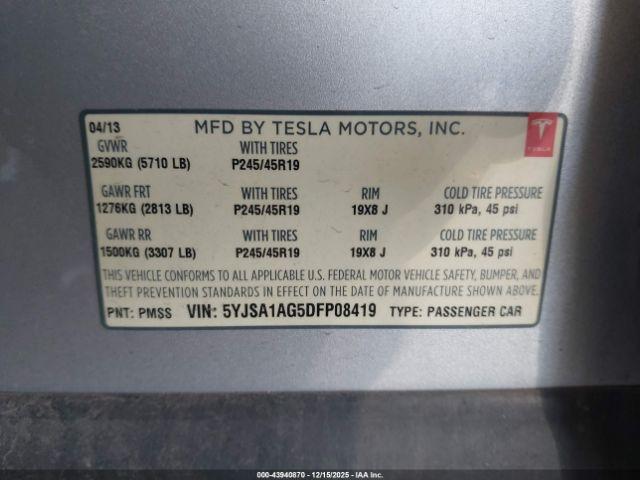 04/13 MFD BY TESLA MOTORS, INC.
TESLA
GVWR WITH TIRES
2590KG (5710 LB) P245/45R19
GAWR FRT WITH TIRES RIM COLD TIRE PRESSURE
1276KG (2813 LB) P245/45R19 19X8 J 310 kPa, 45 psi
GAWR RR WITH TIRES RIM COLD TIRE PRESSURE
1500KG (3307 LB) P245/45R19 19X8 J 310 kPa, 45 psi
THIS VEHICLE CONFORMS TO ALL APPLICABLE U.S. FEDERAL MOTOR VEHICLE SAFETY, BUMPER, AND
THEFT PREVENTION STANDARDS IN EFFECT ON THE DATE OF MANUFACTURE SHOWN ABOVE.
PNT: PMSS VIN: 5YJSA1AG5DFP08419 TYPE: PASSENGER CAR
000-43940870 - 12/15/2025 - IAA, Inc.